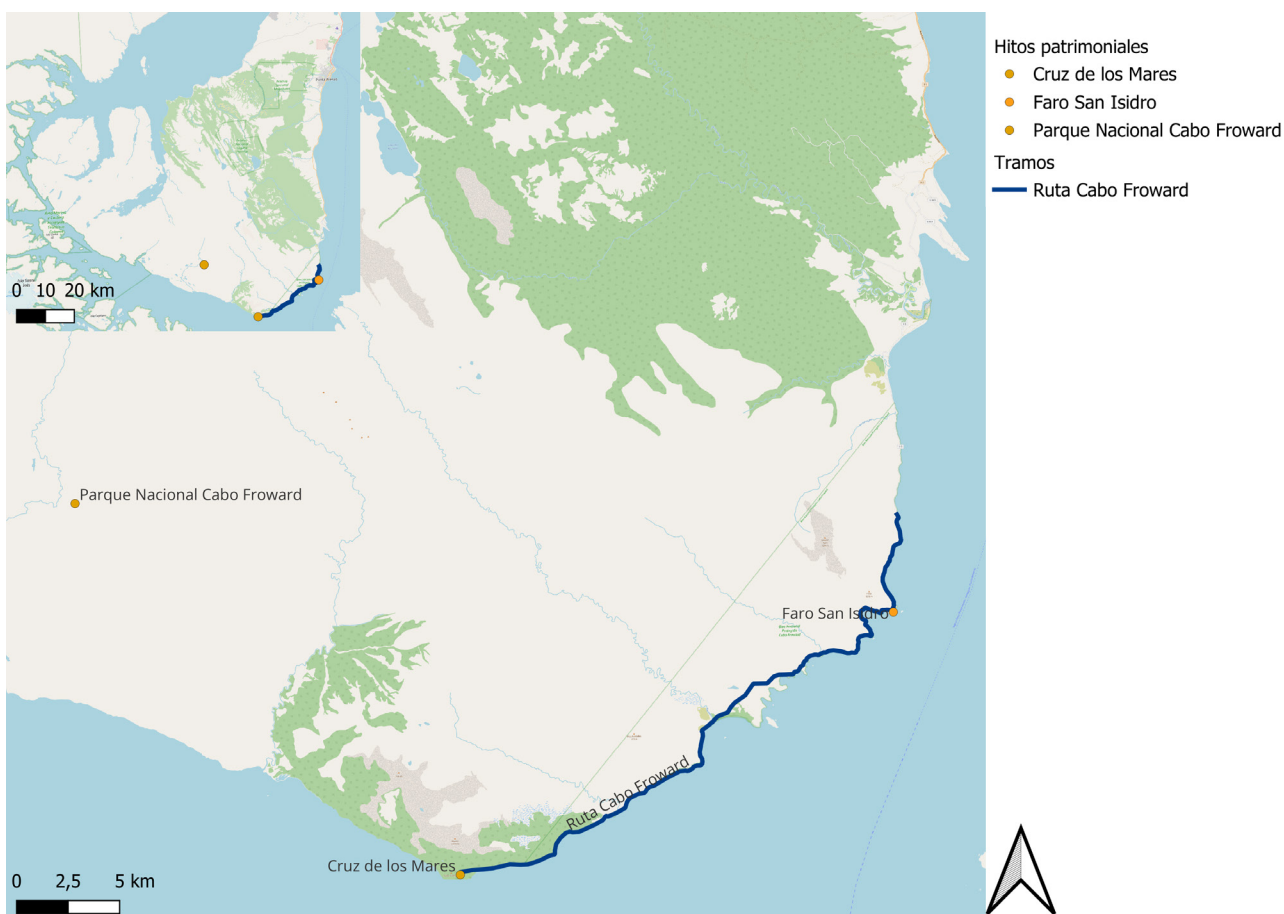 Hitos patrimoniales
Cruz de los Mares
Faro San Isidro
Parque Nacional Cabo Froward
Tramos
Ruta Cabo Froward
0 10 20 km
Parque Nacional Cabo Froward
Faro San Isidro
Ruta Cabo Froward
Cruz de los Mares
0 2,5 5 km